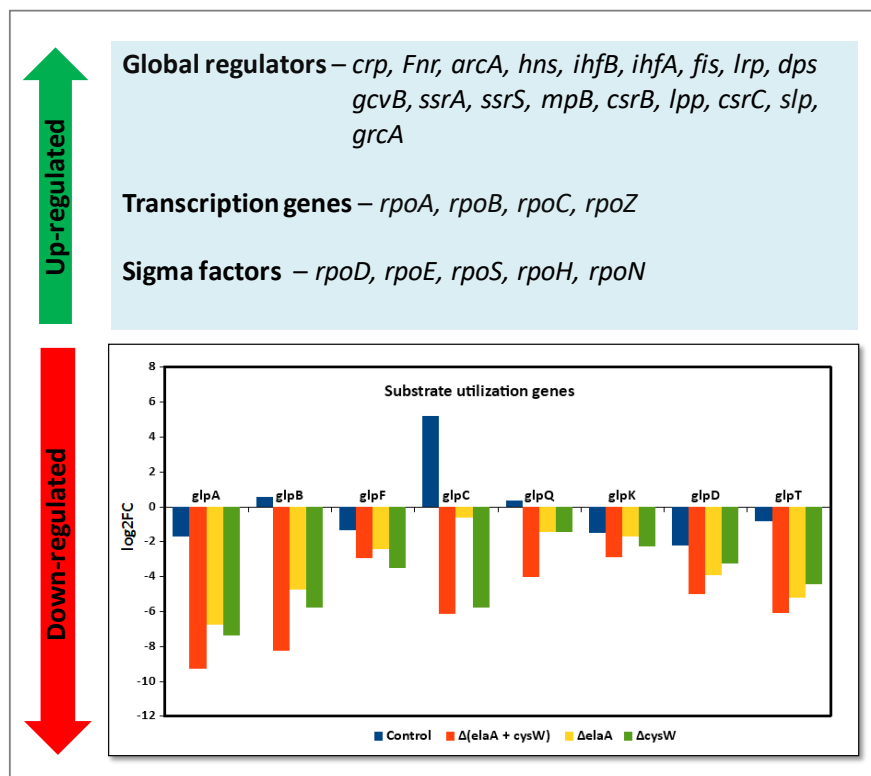 Up-regulated
Global regulators – crp, Fnr, arcA, hns, ihfB, ihfA, fis, lrp, dps
gcvB, ssrA, ssrS, mpB, csrB, lpp, csrC, slp,
grcA
Transcription genes – rpoA, rpoB, rpoC, rpoZ
Sigma factors – rpoD, rpoE, rpoS, rpoH, rpoN
Down-regulated
Substrate utilization genes
log2FC
8
6
4
2
0
-2
-4
-6
-8
-10
-12
glpA glpB glpF glpC glpQ glpK glpD glpT
Control Δ(elaA + cysW) ΔelaA ΔcysW